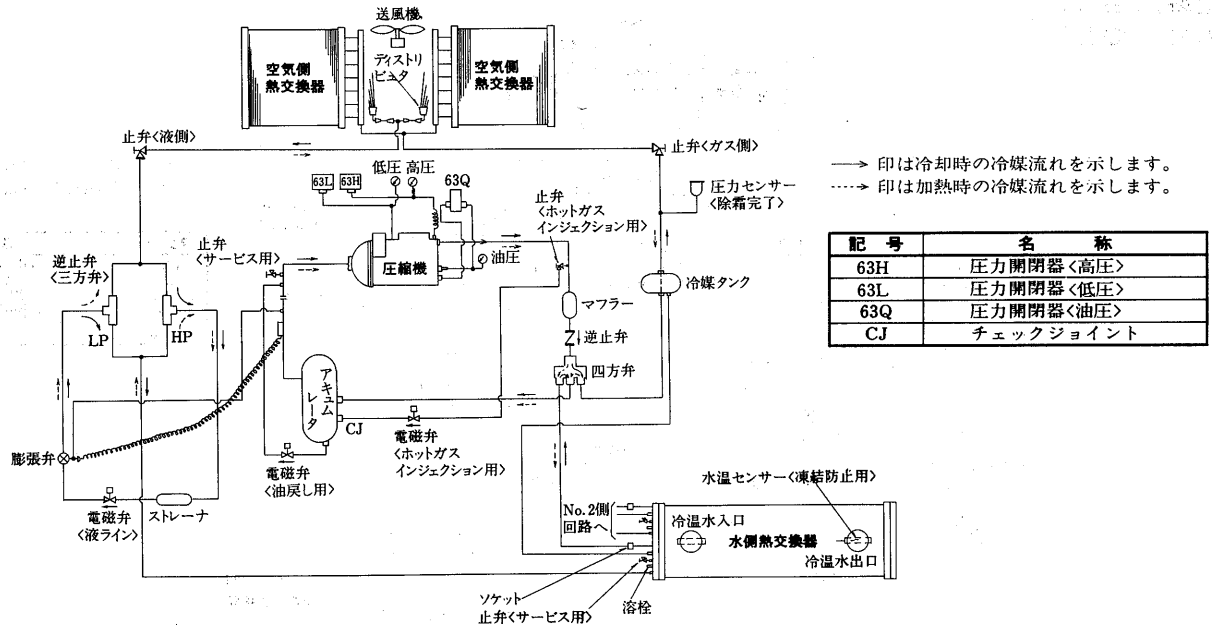 送風機
ディストリ
ビュタ
空気側
熱交換器
空気側
熱交換器
止弁<液側>
止弁<ガス側>
低圧 高圧
63L
63H
63Q
止弁
<ホットガス
インジェクション用>
圧力センサー
<除霜完了>
→ 印は冷却時の冷媒流れを示します。
⇢ 印は加熱時の冷媒流れを示します。
記 号 名 称
63H 圧力開閉器<高圧>
63L 圧力開閉器<低圧>
63Q 圧力開閉器<油圧>
CJ チェックジョイント
逆止弁
<三方弁>
止弁
<サービス用>
圧縮機
油圧
冷媒タンク
マフラー
LP
HP
逆止弁
四方弁
アキュム
レータ
CJ
膨張弁
電磁弁
<ホットガス
インジェクション用>
電磁弁
<油戻し用>
電磁弁
<液ライン>
ストレーナ
水温センサー<凍結防止用>
No.2側
回路へ
冷温水入口
水側熱交換器
冷温水出口
ソケット
止弁<サービス用>
溶栓